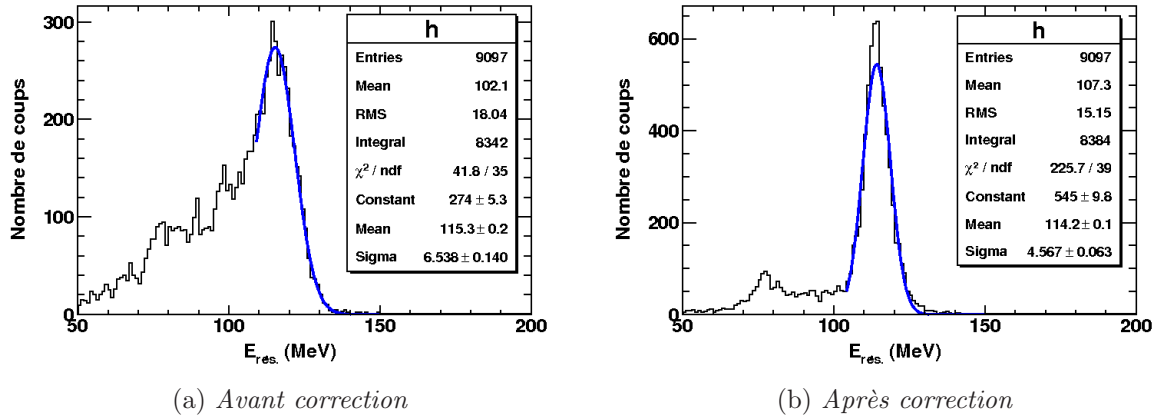 h
Entries 9097
Mean 102.1
RMS 18.04
Integral 8342
χ² / ndf 41.8 / 35
Constant 274 ± 5.3
Mean 115.3 ± 0.2
Sigma 6.538 ± 0.140
Nombre de coups
300
200
100
0
50 100 150 200
E rés. (MeV)
(a) Avant correction
h
Entries 9097
Mean 107.3
RMS 15.15
Integral 8384
χ² / ndf 225.7 / 39
Constant 545 ± 9.8
Mean 114.2 ± 0.1
Sigma 4.567 ± 0.063
Nombre de coups
600
400
200
0
50 100 150 200
E rés. (MeV)
(b) Après correction